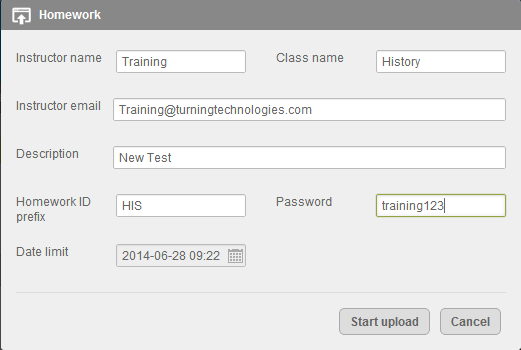 Homework
Instructor name Training Class name History
Instructor email Training@turningtechnologies.com
Description New Test
Homework ID prefix HIS Password training123
Date limit 2014-06-28 09:22
Start upload Cancel